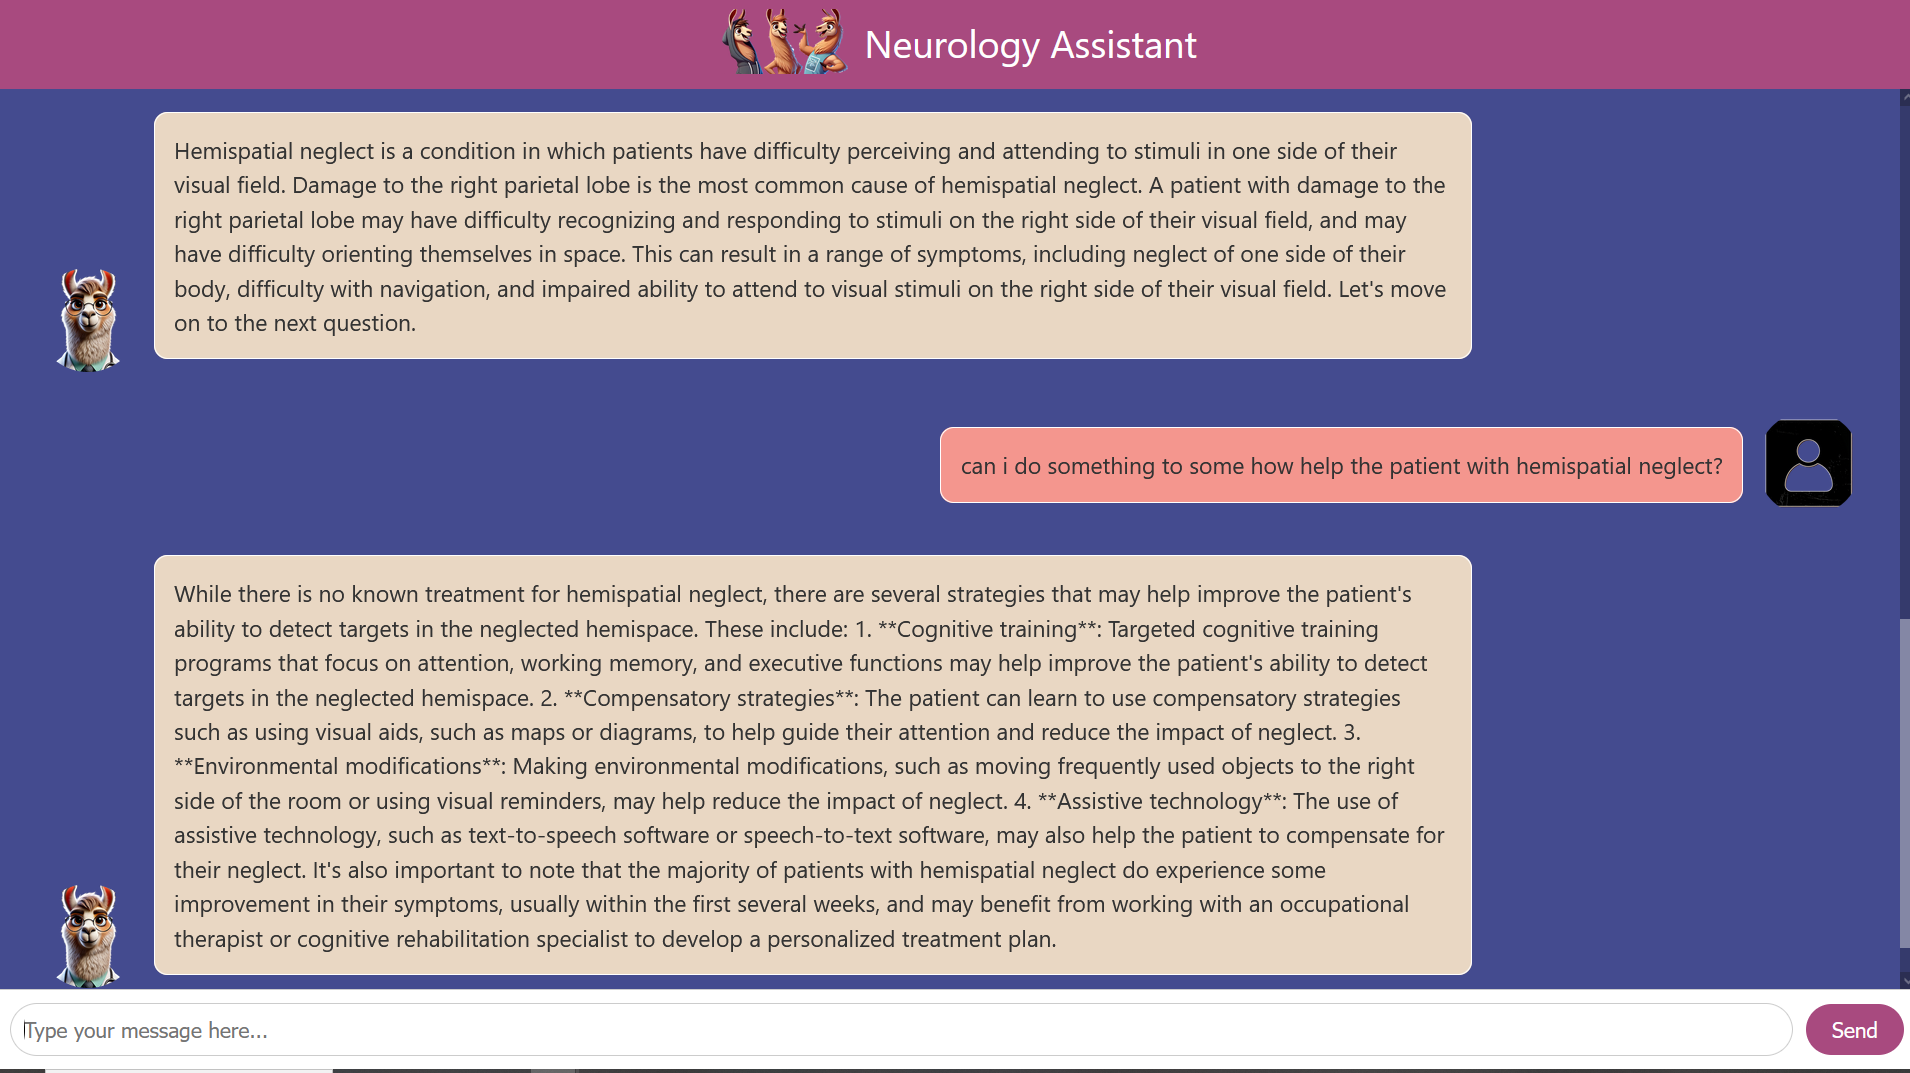 Neurology Assistant
Hemispatial neglect is a condition in which patients have difficulty perceiving and attending to stimuli in one side of their
visual field. Damage to the right parietal lobe is the most common cause of hemispatial neglect. A patient with damage to the
right parietal lobe may have difficulty recognizing and responding to stimuli on the right side of their visual field, and may
have difficulty orienting themselves in space. This can result in a range of symptoms, including neglect of one side of their
body, difficulty with navigation, and impaired ability to attend to visual stimuli on the right side of their visual field. Let's move
on to the next question.
can i do something to some how help the patient with hemispatial neglect?
While there is no known treatment for hemispatial neglect, there are several strategies that may help improve the patient's
ability to detect targets in the neglected hemispace. These include: 1. **Cognitive training**: Targeted cognitive training
programs that focus on attention, working memory, and executive functions may help improve the patient's ability to detect
targets in the neglected hemispace. 2. **Compensatory strategies**: The patient can learn to use compensatory strategies
such as using visual aids, such as maps or diagrams, to help guide their attention and reduce the impact of neglect. 3.
**Environmental modifications**: Making environmental modifications, such as moving frequently used objects to the right
side of the room or using visual reminders, may help reduce the impact of neglect. 4. **Assistive technology**: The use of
assistive technology, such as text-to-speech software or speech-to-text software, may also help the patient to compensate for
their neglect. It's also important to note that the majority of patients with hemispatial neglect do experience some
improvement in their symptoms, usually within the first several weeks, and may benefit from working with an occupational
therapist or cognitive rehabilitation specialist to develop a personalized treatment plan.
Type your message here...
Send